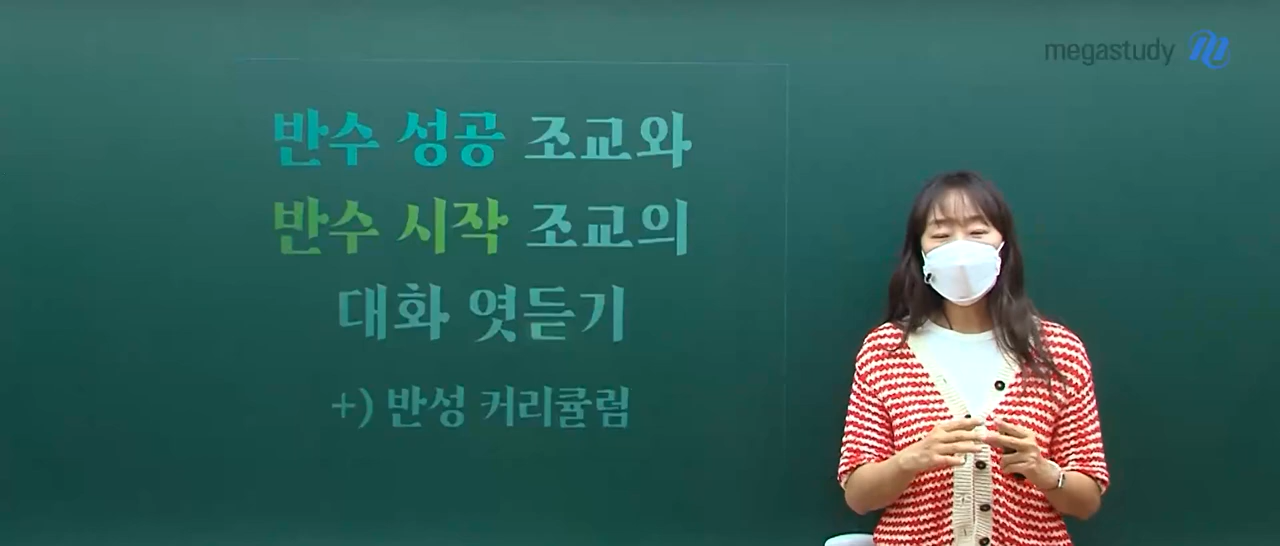 megastudy
반수 성공 조교와
반수 시작 조교의
대화 엿듣기
+) 반성 커리큘럼